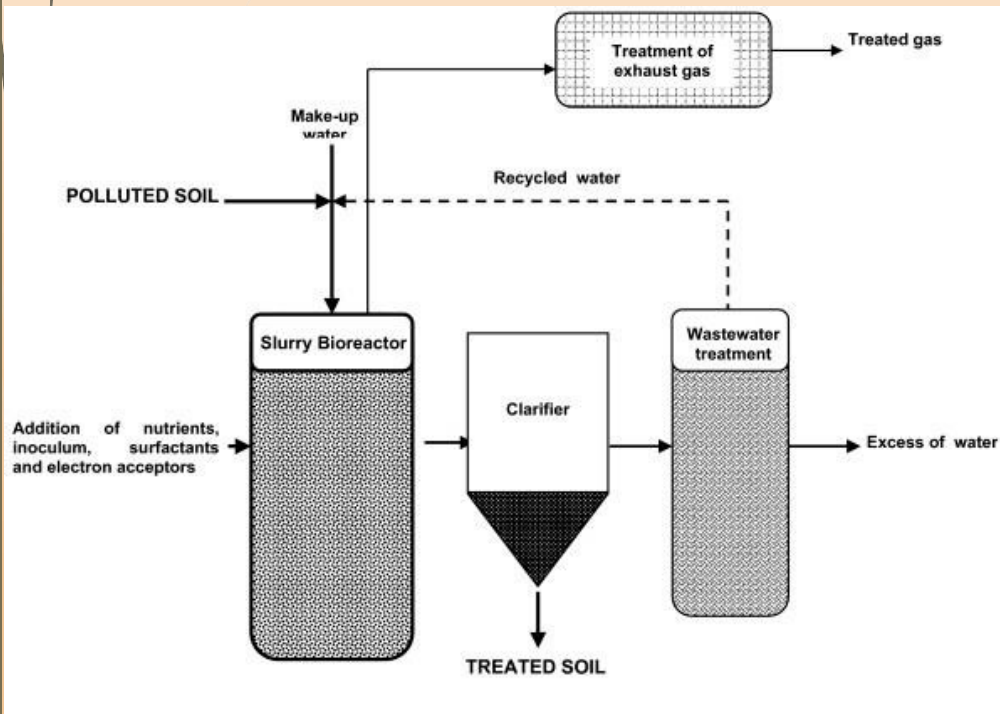 Treatment of
exhaust gas
Treated gas
Make-up
water
POLLUTED SOIL
Recycled water
Slurry Bioreactor
Wastewater
treatment
Clarifier
Addition of nutrients,
inoculum, surfactants
and electron acceptors
Excess of water
TREATED SOIL